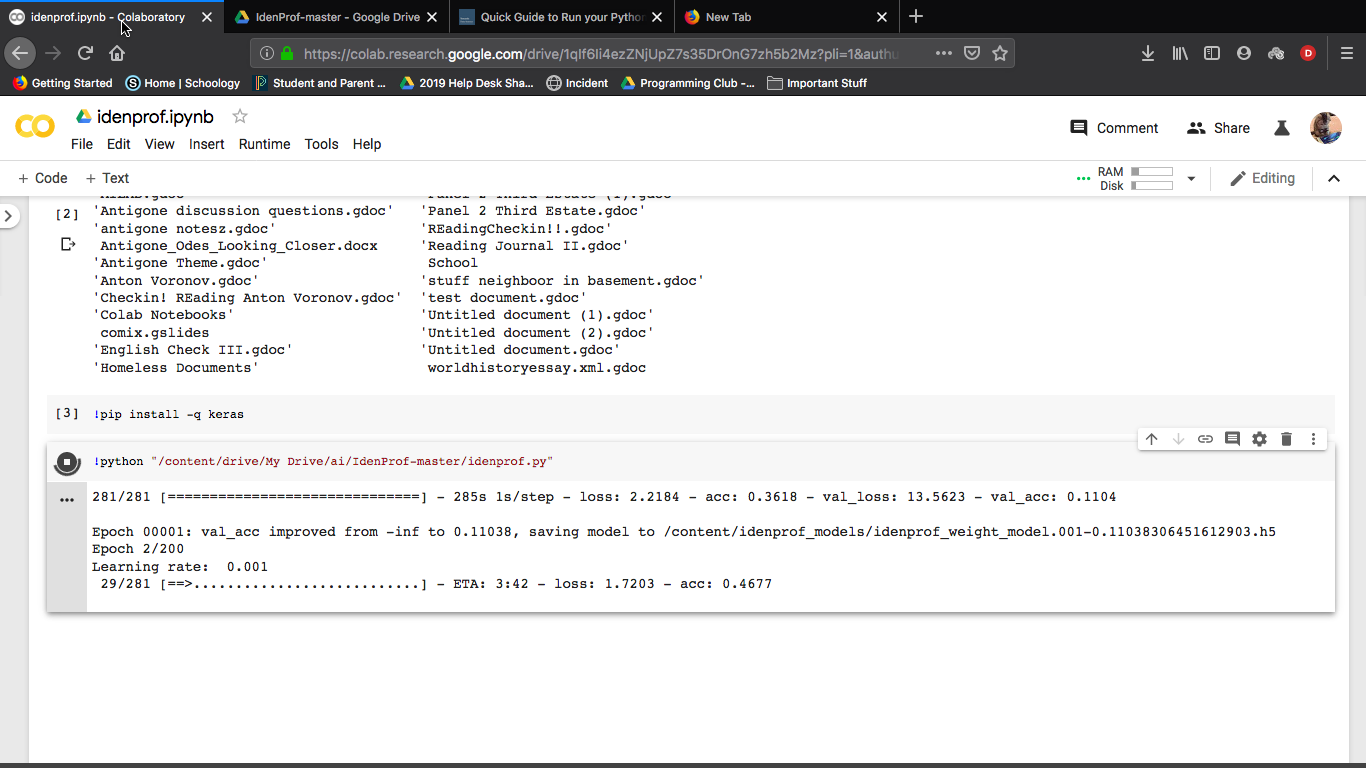 idenprof.ipynb - Colaboratory
IdenProf-master - Google Drive
Quick Guide to Run your Pytho
New Tab
https://colab.research.google.com/drive/1qIf6Ii4ezZNjUpZ7s35DrOnG7zh5b2Mz?pli=1&authu
Getting Started
Home | Schoology
Student and Parent ...
2019 Help Desk Sha...
Incident
Programming Club -...
Important Stuff
idenprof.ipynb
Comment
Share
File Edit View Insert Runtime Tools Help
+ Code + Text
RAM
Disk
Editing
[2]
'Antigone discussion questions.gdoc' 'Panel 2 Third Estate.gdoc'
'antigone notesz.gdoc' 'REadingCheckin!!.gdoc'
Antigone_Odes_Looking_Closer.docx 'Reading Journal II.gdoc'
'Antigone Theme.gdoc' School
'Anton Voronov.gdoc' 'stuff neighboor in basement.gdoc'
'Checkin! REading Anton Voronov.gdoc' 'test document.gdoc'
'Colab Notebooks' 'Untitled document (1).gdoc'
comix.gslides 'Untitled document (2).gdoc'
'English Check III.gdoc' 'Untitled document.gdoc'
'Homeless Documents' worldhistoryessay.xml.gdoc
[3] !pip install -q keras
!python "/content/drive/My Drive/ai/IdenProf-master/idenprof.py"
281/281 [==============================] - 285s 1s/step - loss: 2.2184 - acc: 0.3618 - val_loss: 13.5623 - val_acc: 0.1104
Epoch 00001: val_acc improved from -inf to 0.11038, saving model to /content/idenprof_models/idenprof_weight_model.001-0.11038306451612903.h5
Epoch 2/200
Learning rate: 0.001
29/281 [==>...........................] - ETA: 3:42 - loss: 1.7203 - acc: 0.4677